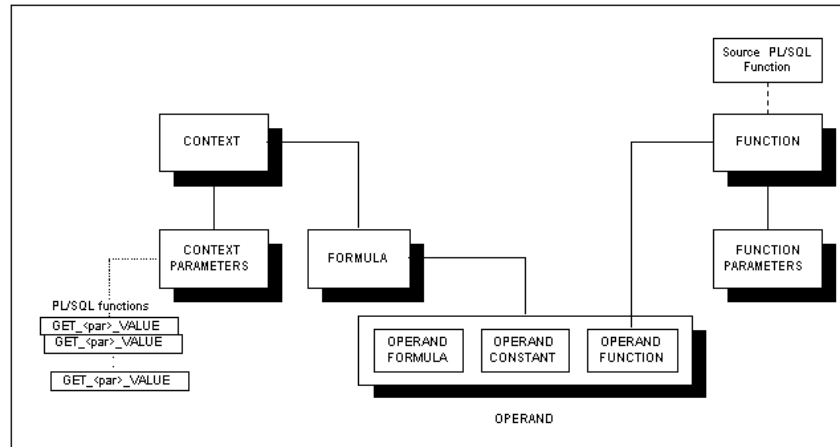 Source PL/SQL
Function
CONTEXT
FUNCTION
CONTEXT
PARAMETERS
FORMULA
FUNCTION
PARAMETERS
PL/SQL functions
GET_<par>_VALUE
GET_<par>_VALUE
GET_<par>_VALUE
OPERAND
FORMULA
OPERAND
CONSTANT
OPERAND
FUNCTION
OPERAND